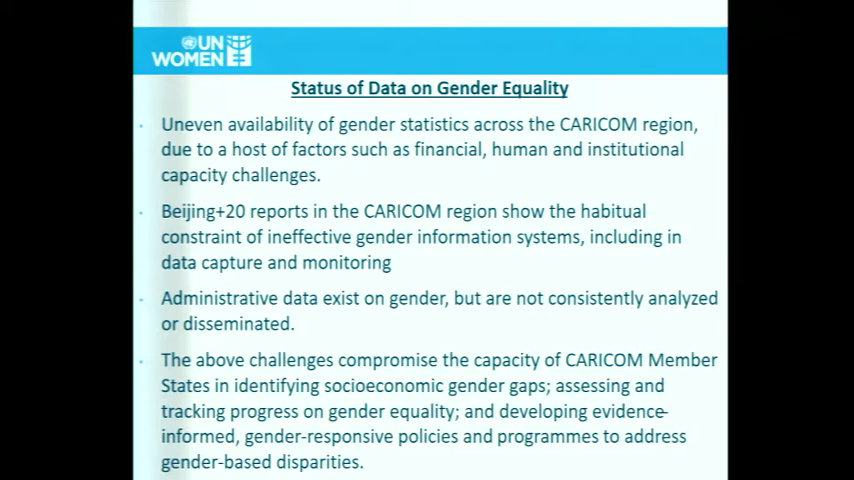 UN
WOMEN
Status of Data on Gender Equality
· Uneven availability of gender statistics across the CARICOM region,
due to a host of factors such as financial, human and institutional
capacity challenges.
· Beijing+20 reports in the CARICOM region show the habitual
constraint of ineffective gender information systems, including in
data capture and monitoring
· Administrative data exist on gender, but are not consistently analyzed
or disseminated.
· The above challenges compromise the capacity of CARICOM Member
States in identifying socioeconomic gender gaps; assessing and
tracking progress on gender equality; and developing evidence-
informed, gender-responsive policies and programmes to address
gender-based disparities.